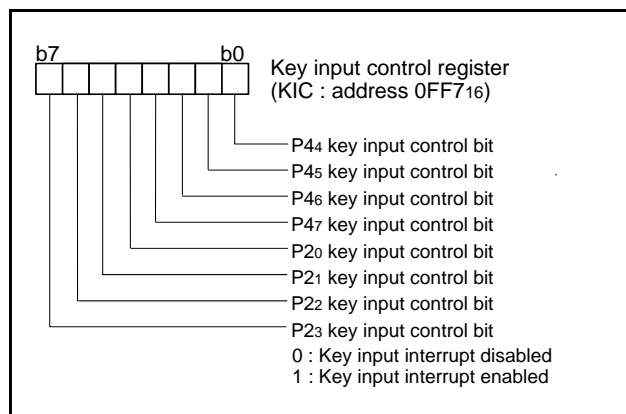 b7 b0
Key input control register
(KIC : address 0FF716)
P44 key input control bit
P45 key input control bit
P46 key input control bit
P47 key input control bit
P20 key input control bit
P21 key input control bit
P22 key input control bit
P23 key input control bit
0 : Key input interrupt disabled
1 : Key input interrupt enabled